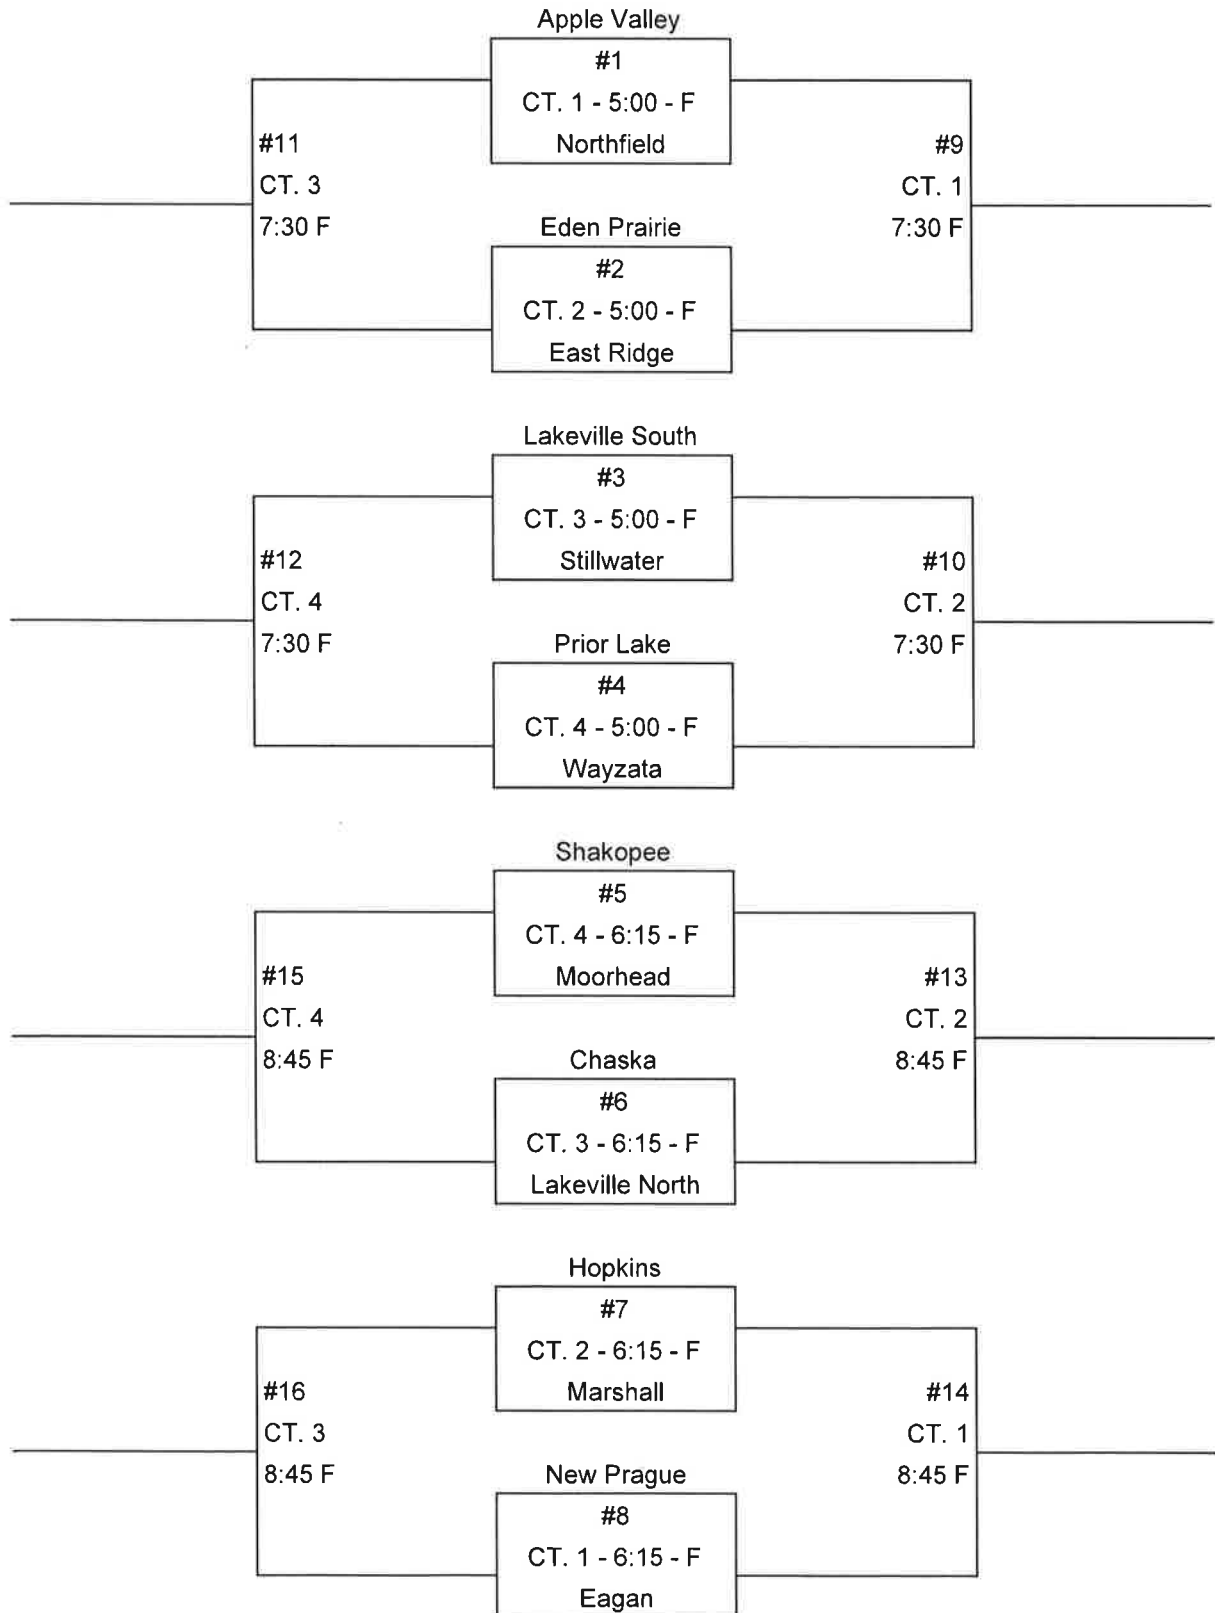 Apple Valley
#1
CT. 1 - 5:00 - F
Northfield
#11
CT. 3
7:30 F
#9
CT. 1
7:30 F
Eden Prairie
#2
CT. 2 - 5:00 - F
East Ridge
Lakeville South
#3
CT. 3 - 5:00 - F
Stillwater
#12
CT. 4
7:30 F
#10
CT. 2
7:30 F
Prior Lake
#4
CT. 4 - 5:00 - F
Wayzata
Shakopee
#5
CT. 4 - 6:15 - F
Moorhead
#15
CT. 4
8:45 F
#13
CT. 2
8:45 F
Chaska
#6
CT. 3 - 6:15 - F
Lakeville North
Hopkins
#7
CT. 2 - 6:15 - F
Marshall
#16
CT. 3
8:45 F
#14
CT. 1
8:45 F
New Prague
#8
CT. 1 - 6:15 - F
Eagan